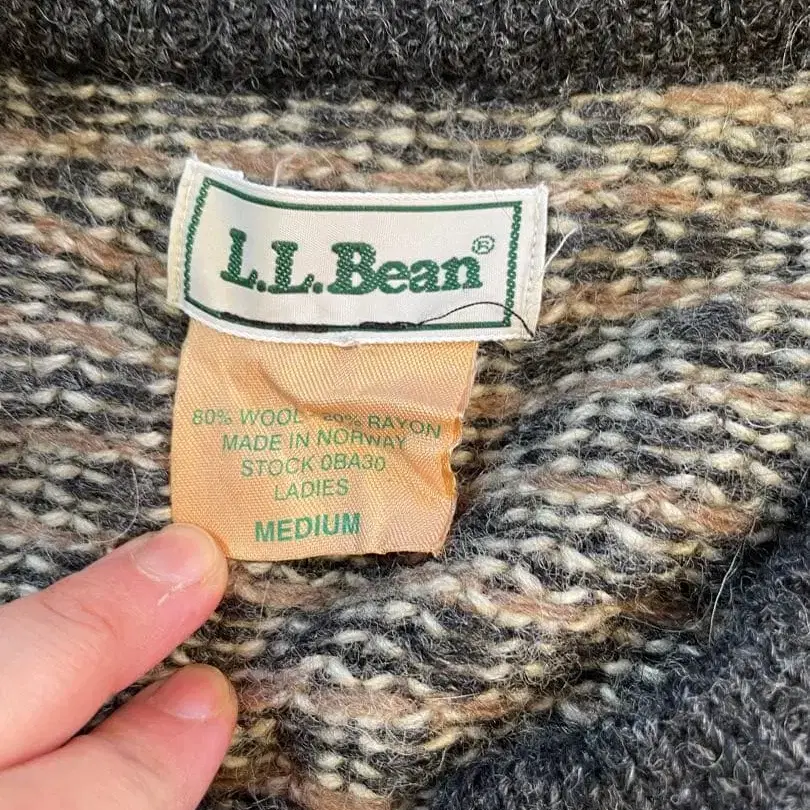 L.L.Bean®
80% WOOL 20% RAYON
MADE IN NORWAY
STOCK 0BA30
LADIES
MEDIUM